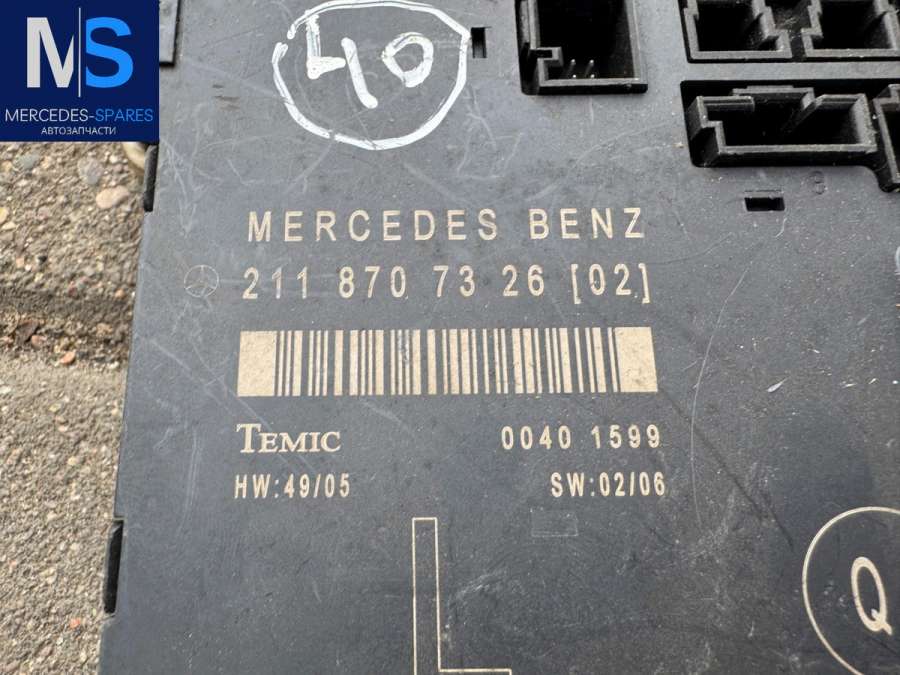 MS
MERCEDES-SPARES
АВТОЗАПЧАСТИ
40
8
MERCEDES BENZ
211 870 73 26 [02]
TEMIC 0040 1599
HW:49/05 SW:02/06
L
Q